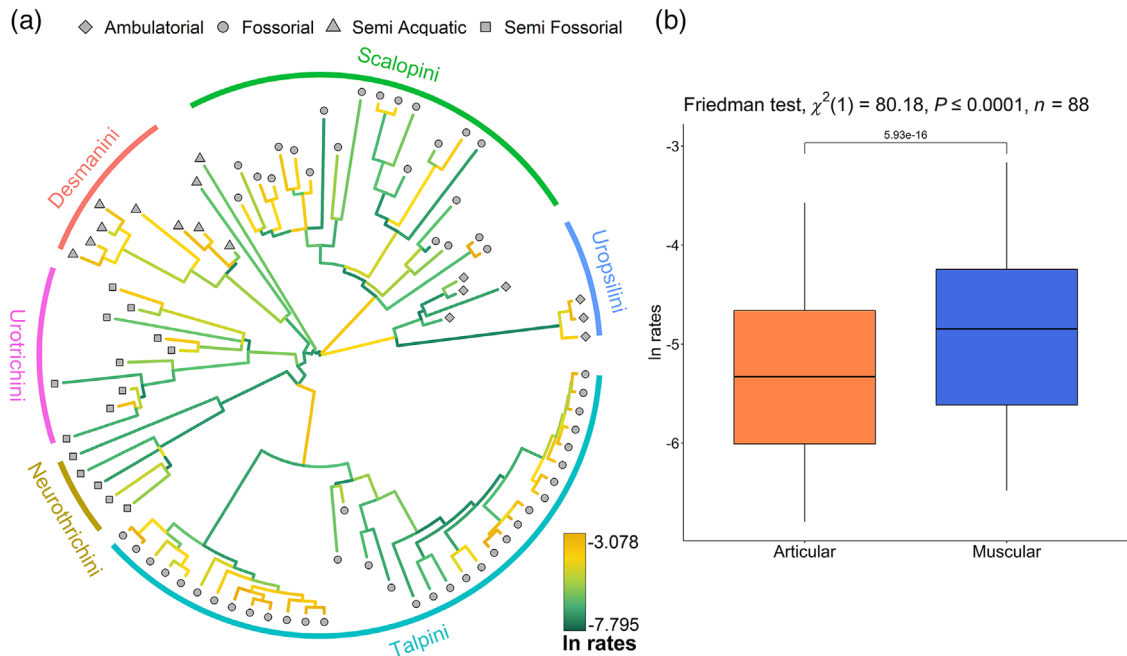 (a)
Ambulatorial Fossorial Semi Acquatic Semi Fossorial
Scalopini
Desmanini
Uropsilini
Urotrichini
Neurothrichini
Talpini
-3.078
-7.795
ln rates
(b)
Friedman test, χ²(1) = 80.18, P ≤ 0.0001, n = 88
5.93e-16
-3
-4
-5
-6
ln rates
Articular Muscular